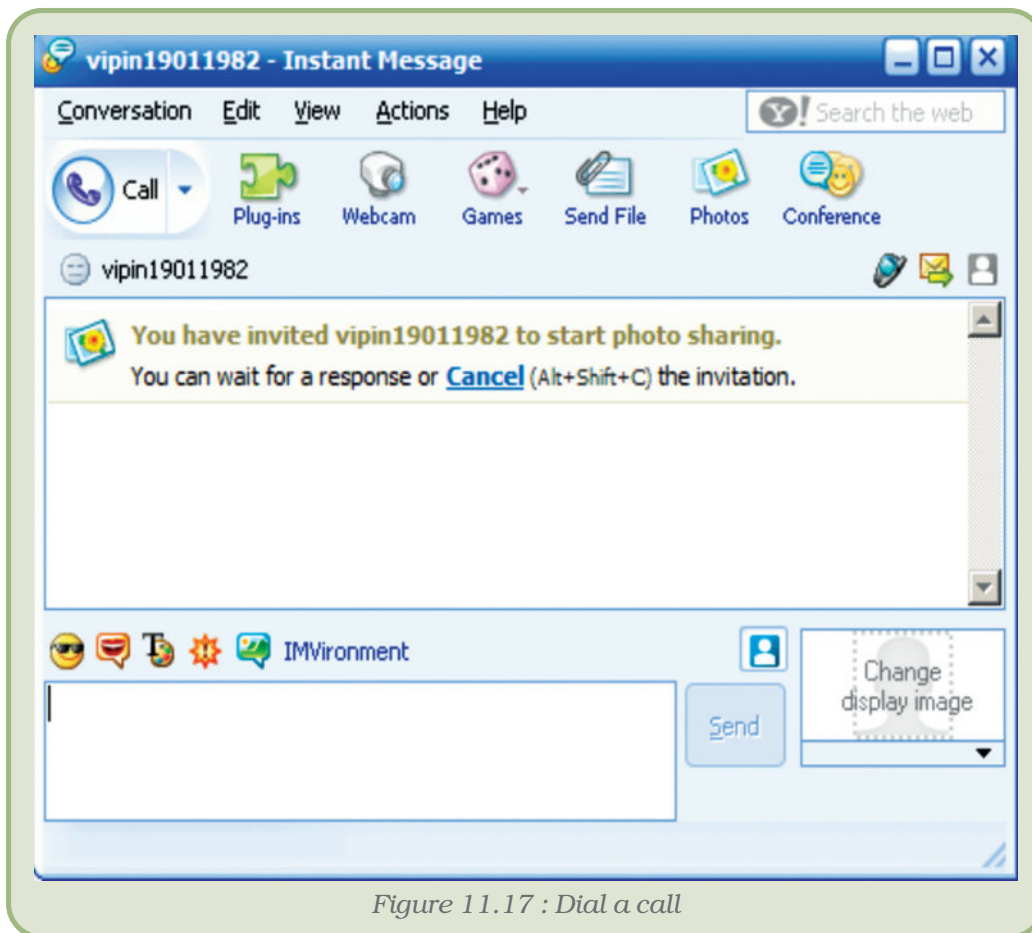 vipin19011982 - Instant Message
Conversation Edit View Actions Help
Y! Search the web
Call Plug-ins Webcam Games Send File Photos Conference
vipin19011982
You have invited vipin19011982 to start photo sharing.
You can wait for a response or Cancel (Alt+Shift+C) the invitation.
IMVironment
Send
Change
display image
Figure 11.17 : Dial a call